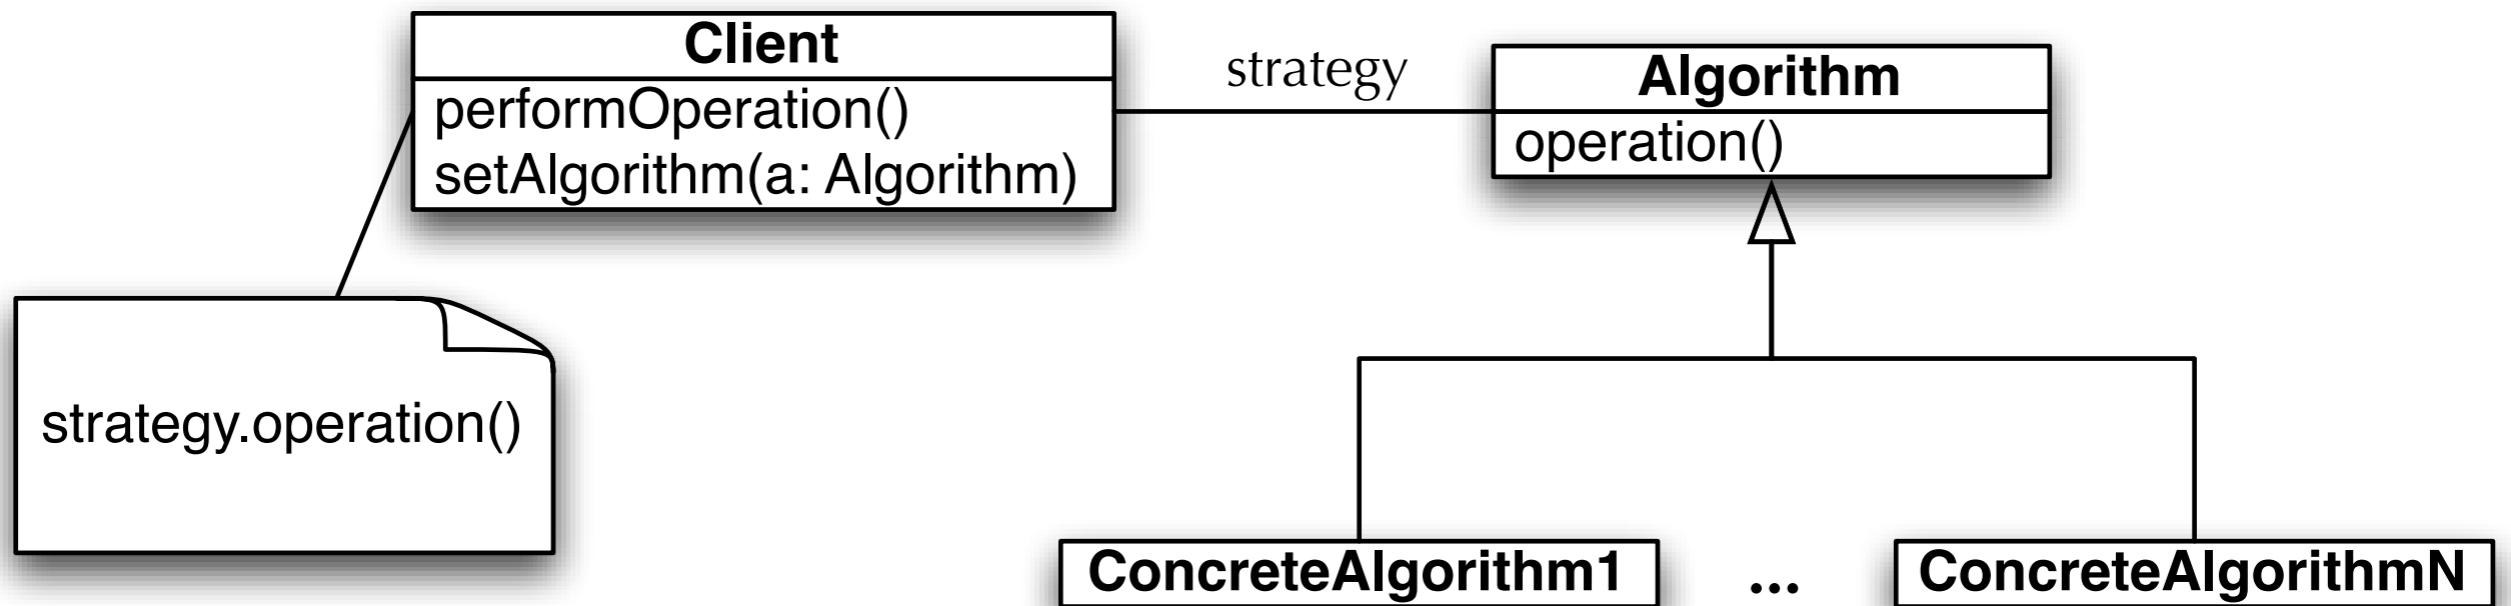 Client
performOperation()
setAlgorithm(a: Algorithm)
strategy
Algorithm
operation()
strategy.operation()
ConcreteAlgorithm1
...
ConcreteAlgorithmN